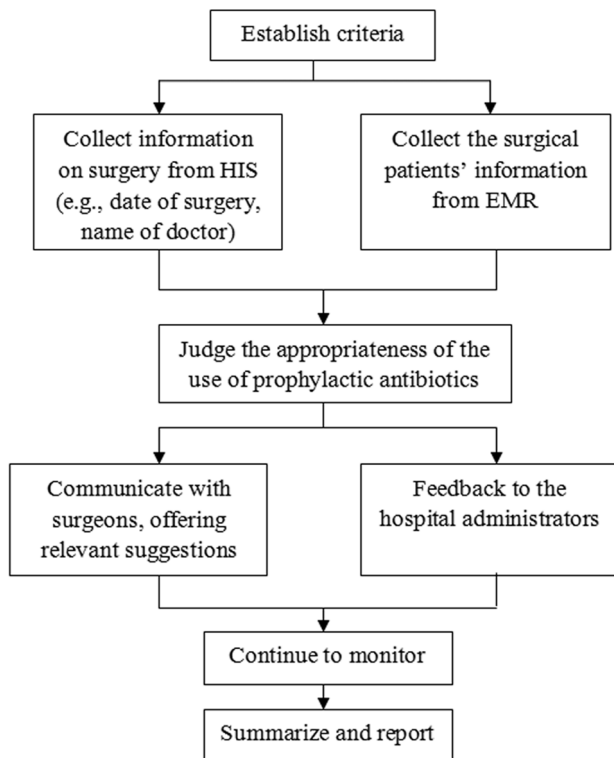 Establish criteria
Collect information
on surgery from HIS
(e.g., date of surgery,
name of doctor)
Collect the surgical
patients’ information
from EMR
Judge the appropriateness of the
use of prophylactic antibiotics
Communicate with
surgeons, offering
relevant suggestions
Feedback to the
hospital administrators
Continue to monitor
Summarize and report